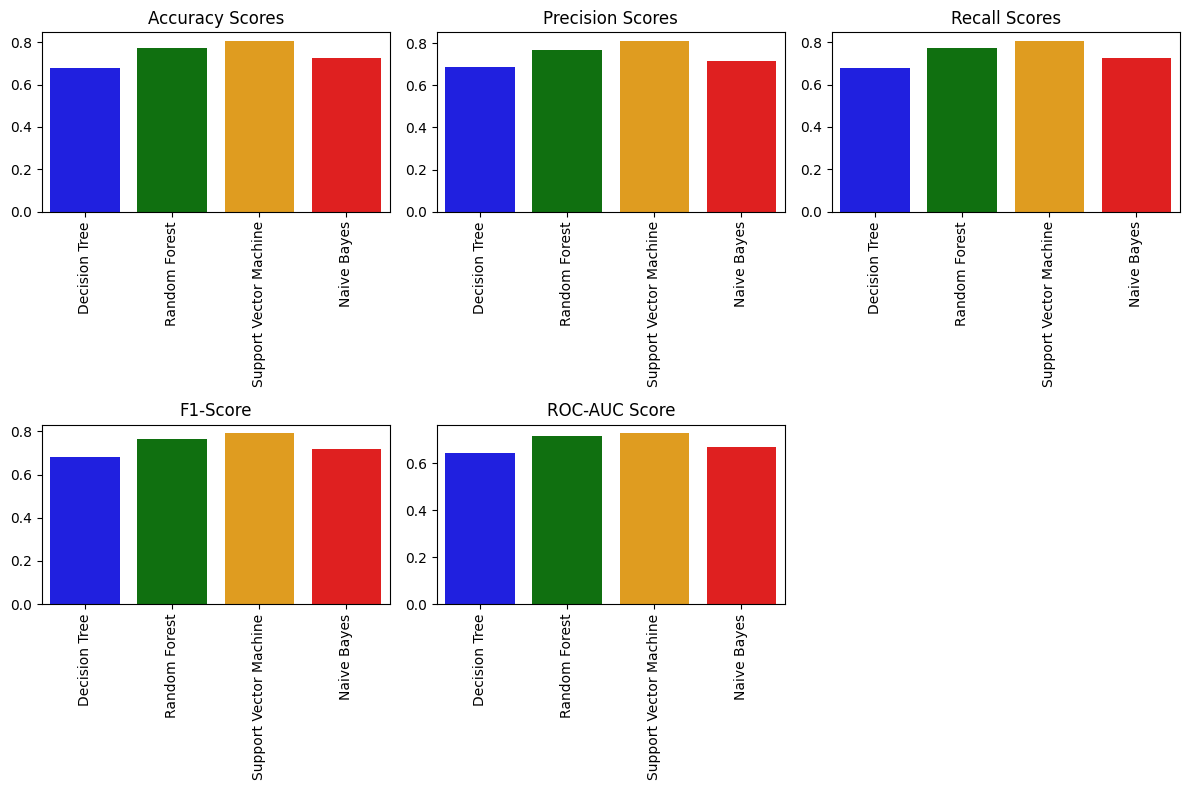 Accuracy Scores
0.8
0.6
0.4
0.2
0.0
Decision Tree
Random Forest
Support Vector Machine
Naive Bayes
Precision Scores
0.8
0.6
0.4
0.2
0.0
Decision Tree
Random Forest
Support Vector Machine
Naive Bayes
Recall Scores
0.8
0.6
0.4
0.2
0.0
Decision Tree
Random Forest
Support Vector Machine
Naive Bayes
F1-Score
0.8
0.6
0.4
0.2
0.0
Decision Tree
Random Forest
Support Vector Machine
Naive Bayes
ROC-AUC Score
0.6
0.4
0.2
0.0
Decision Tree
Random Forest
Support Vector Machine
Naive Bayes